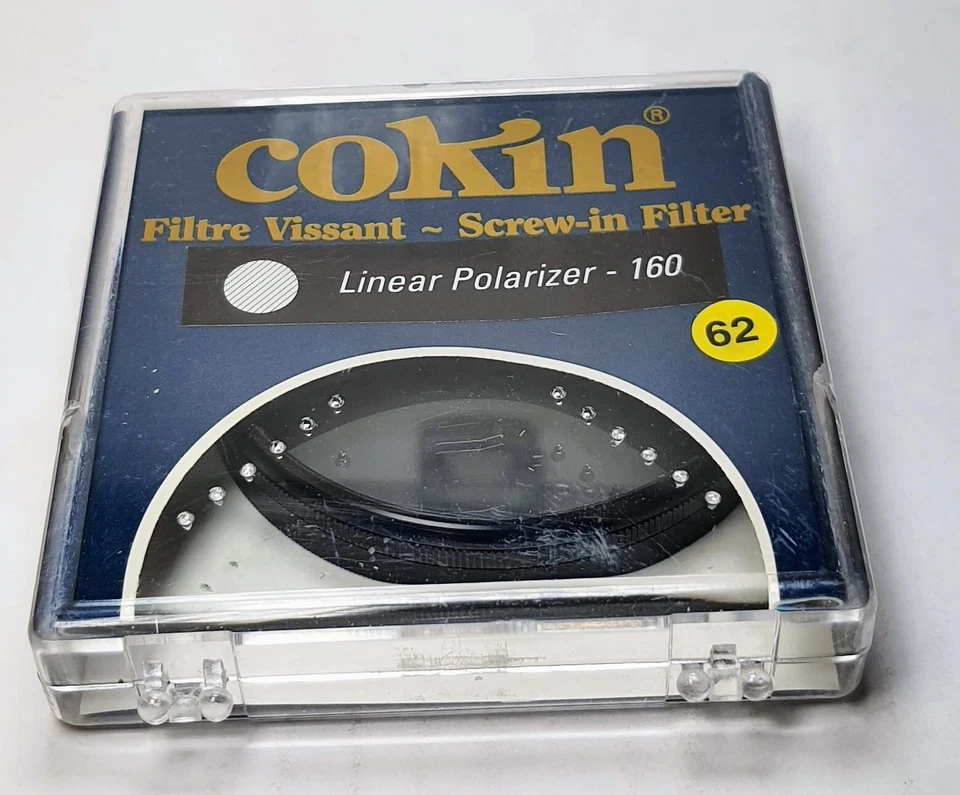 cokin®
Filtre Vissant ~ Screw-in Filter
Linear Polarizer - 160
62